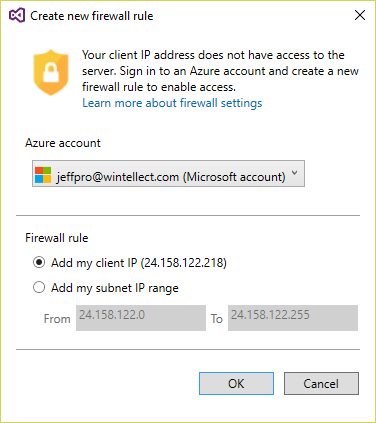 Create new firewall rule
Your client IP address does not have access to the
server. Sign in to an Azure account and create a new
firewall rule to enable access.
Learn more about firewall settings
Azure account
jeffpro@wintellect.com (Microsoft account)
Firewall rule
Add my client IP (24.158.122.218)
Add my subnet IP range
From 24.158.122.0 To 24.158.122.255
OK Cancel